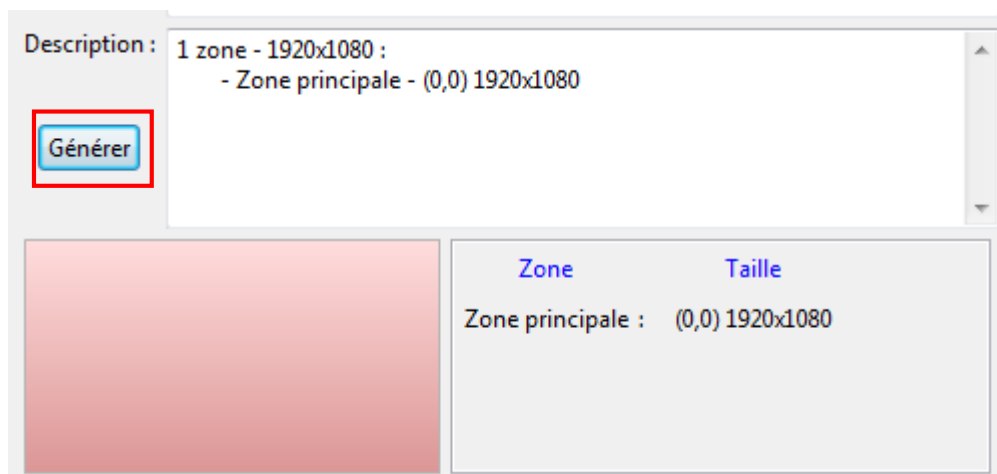 Description :
1 zone - 1920x1080 :
- Zone principale - (0,0) 1920x1080
Générer
Zone Taille
Zone principale : (0,0) 1920x1080